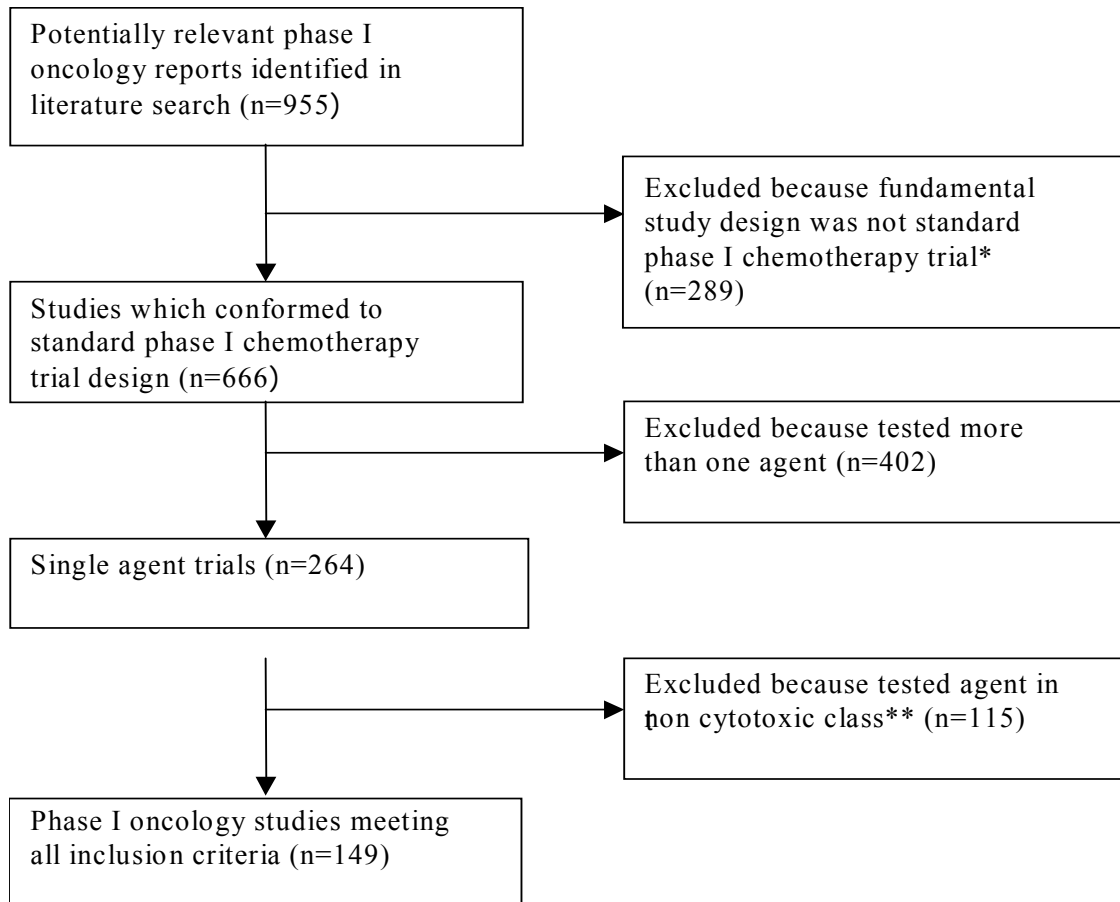 Potentially relevant phase I
oncology reports identified in
literature search (n=955)
Excluded because fundamental
study design was not standard
phase I chemotherapy trial*
(n=289)
Studies which conformed to
standard phase I chemotherapy
trial design (n=666)
Excluded because tested more
than one agent (n=402)
Single agent trials (n=264)
Excluded because tested agent in
non cytotoxic class** (n=115)
Phase I oncology studies meeting
all inclusion criteria (n=149)